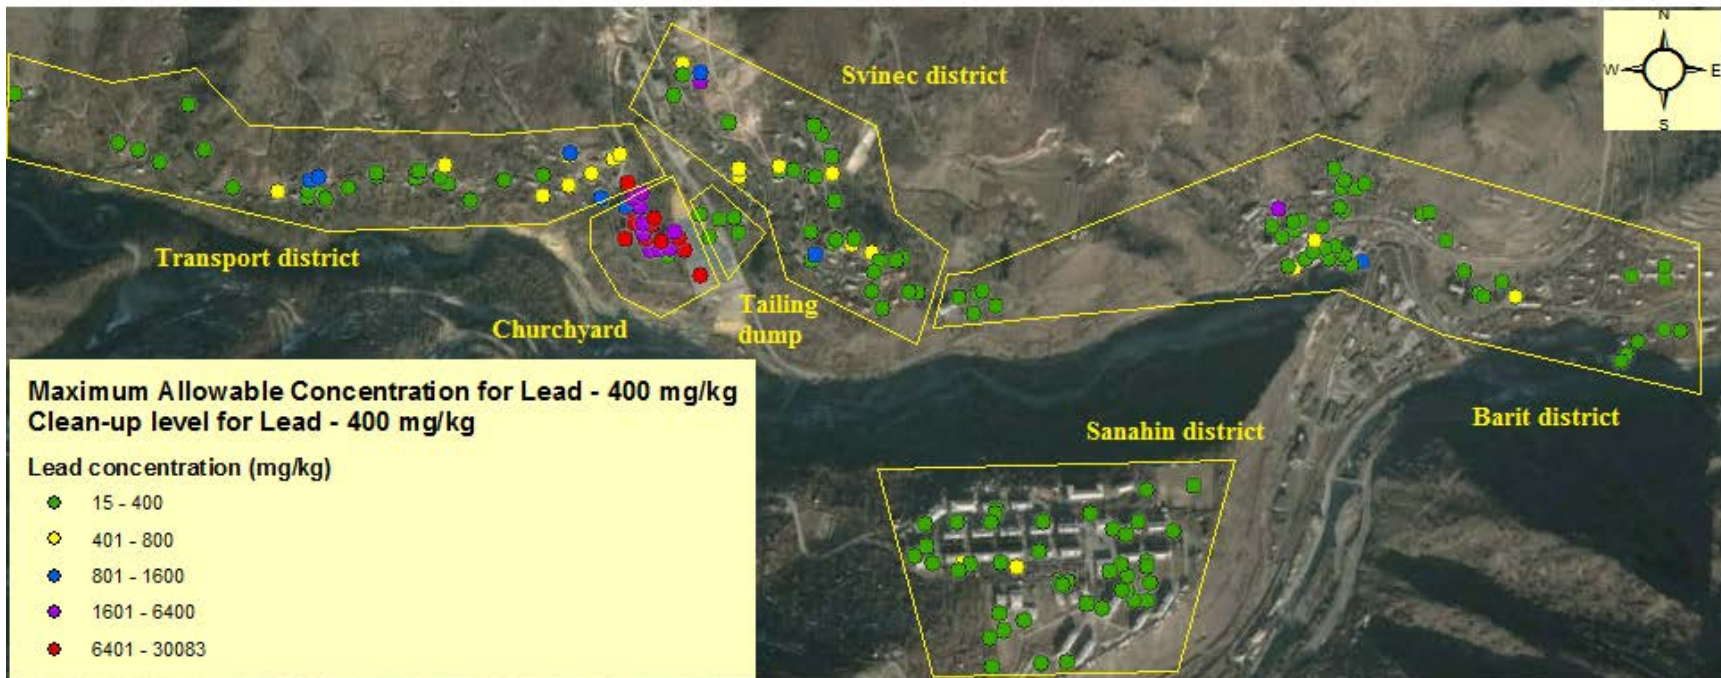 N
W
E
S
Svinec district
Transport district
Churchyard
Tailing
dump
Barit district
Sanahin district
Maximum Allowable Concentration for Lead - 400 mg/kg
Clean-up level for Lead - 400 mg/kg
Lead concentration (mg/kg)
15 - 400
401 - 800
801 - 1600
1601 - 6400
6401 - 30083